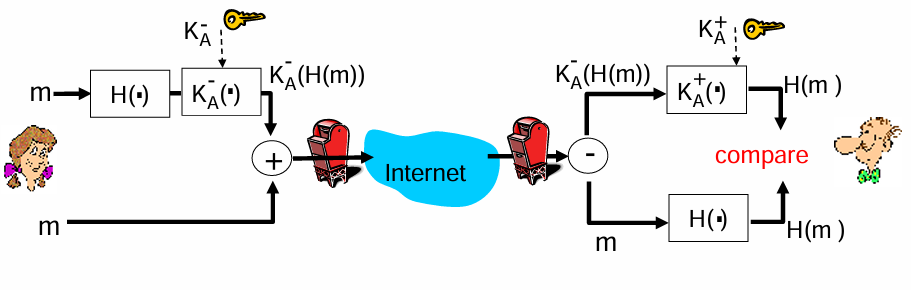 K_A^-
K_A^+
m
H(·)
K_A^-(·)
K_A^-(H(m))
K_A^-(H(m))
K_A^+(·)
H(m )
+
Internet
-
compare
m
m
H(·)
H(m )